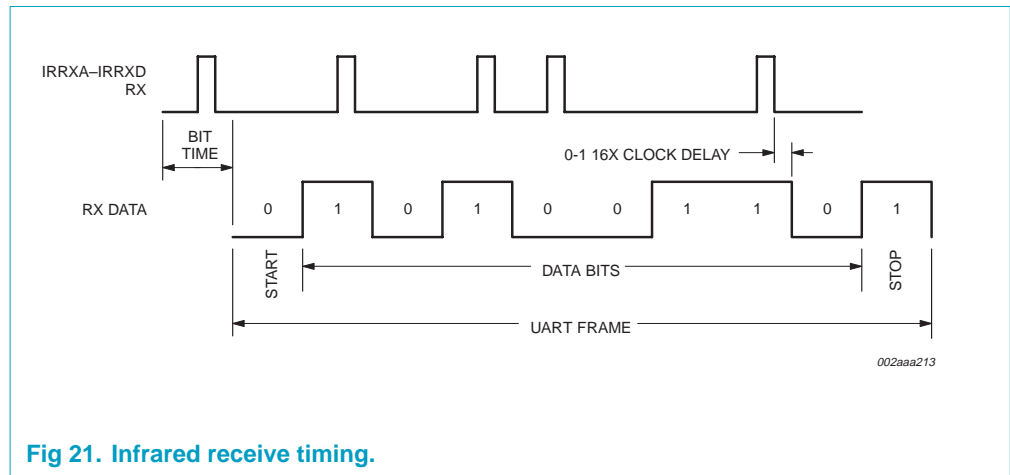 IRRXA–IRRXD
RX
BIT
TIME
0-1 16X CLOCK DELAY
RX DATA
0 1 0 1 0 0 1 1 0 1
START
DATA BITS
STOP
UART FRAME
002aaa213
Fig 21. Infrared receive timing.